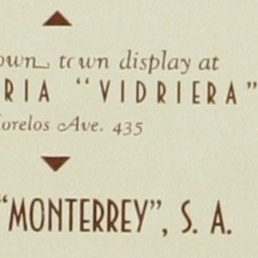 own town display at
RIA "VIDRIERA"
orelos Ave. 435
"MONTERREY", S. A.